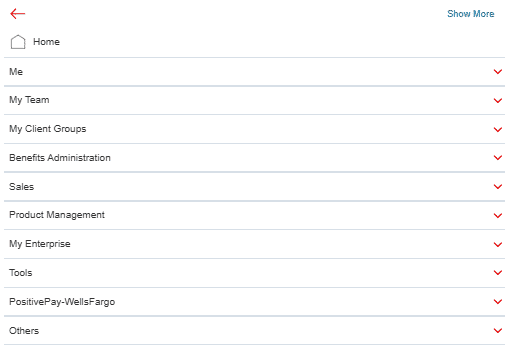 Show More
Home
Me
My Team
My Client Groups
Benefits Administration
Sales
Product Management
My Enterprise
Tools
PositivePay-WellsFargo
Others